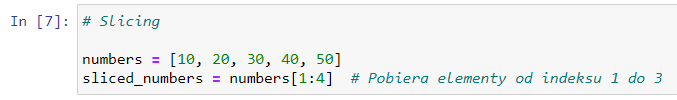 In [7]: # Slicing
numbers = [10, 20, 30, 40, 50]
sliced_numbers = numbers[1:4]  # Pobiera elementy od indeksu 1 do 3